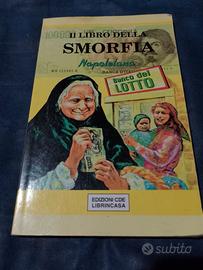 Il LIBRO DELLA
SMORFIA
Napoletana
Banco del
LOTTO
EDIZIONI CDE
LIBRINCASA
subito